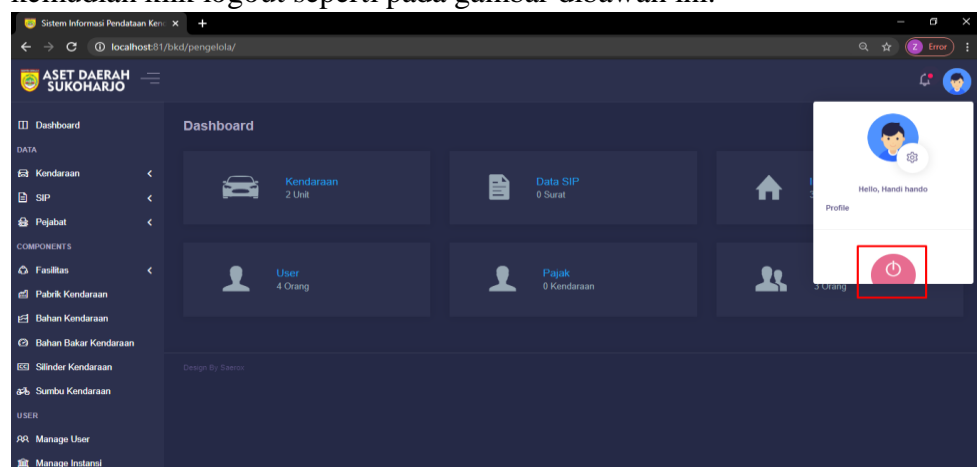 kemudian klik logout seperti pada gambar dibawah ini.
Sistem Informasi Pendataan Kend
localhost:81/bkd/pengelola/
Z Error
ASET DAERAH
SUKOHARJO
Dashboard
DATA
Kendaraan
SIP
Pejabat
COMPONENTS
Fasilitas
Pabrik Kendaraan
Bahan Kendaraan
Bahan Bakar Kendaraan
Silinder Kendaraan
Sumbu Kendaraan
USER
Manage User
Manage Instansi
Dashboard
Kendaraan
2 Unit
Data SIP
0 Surat
User
4 Orang
Pajak
0 Kendaraan
3 Orang
Hello, Handi hando
Profile
Design By